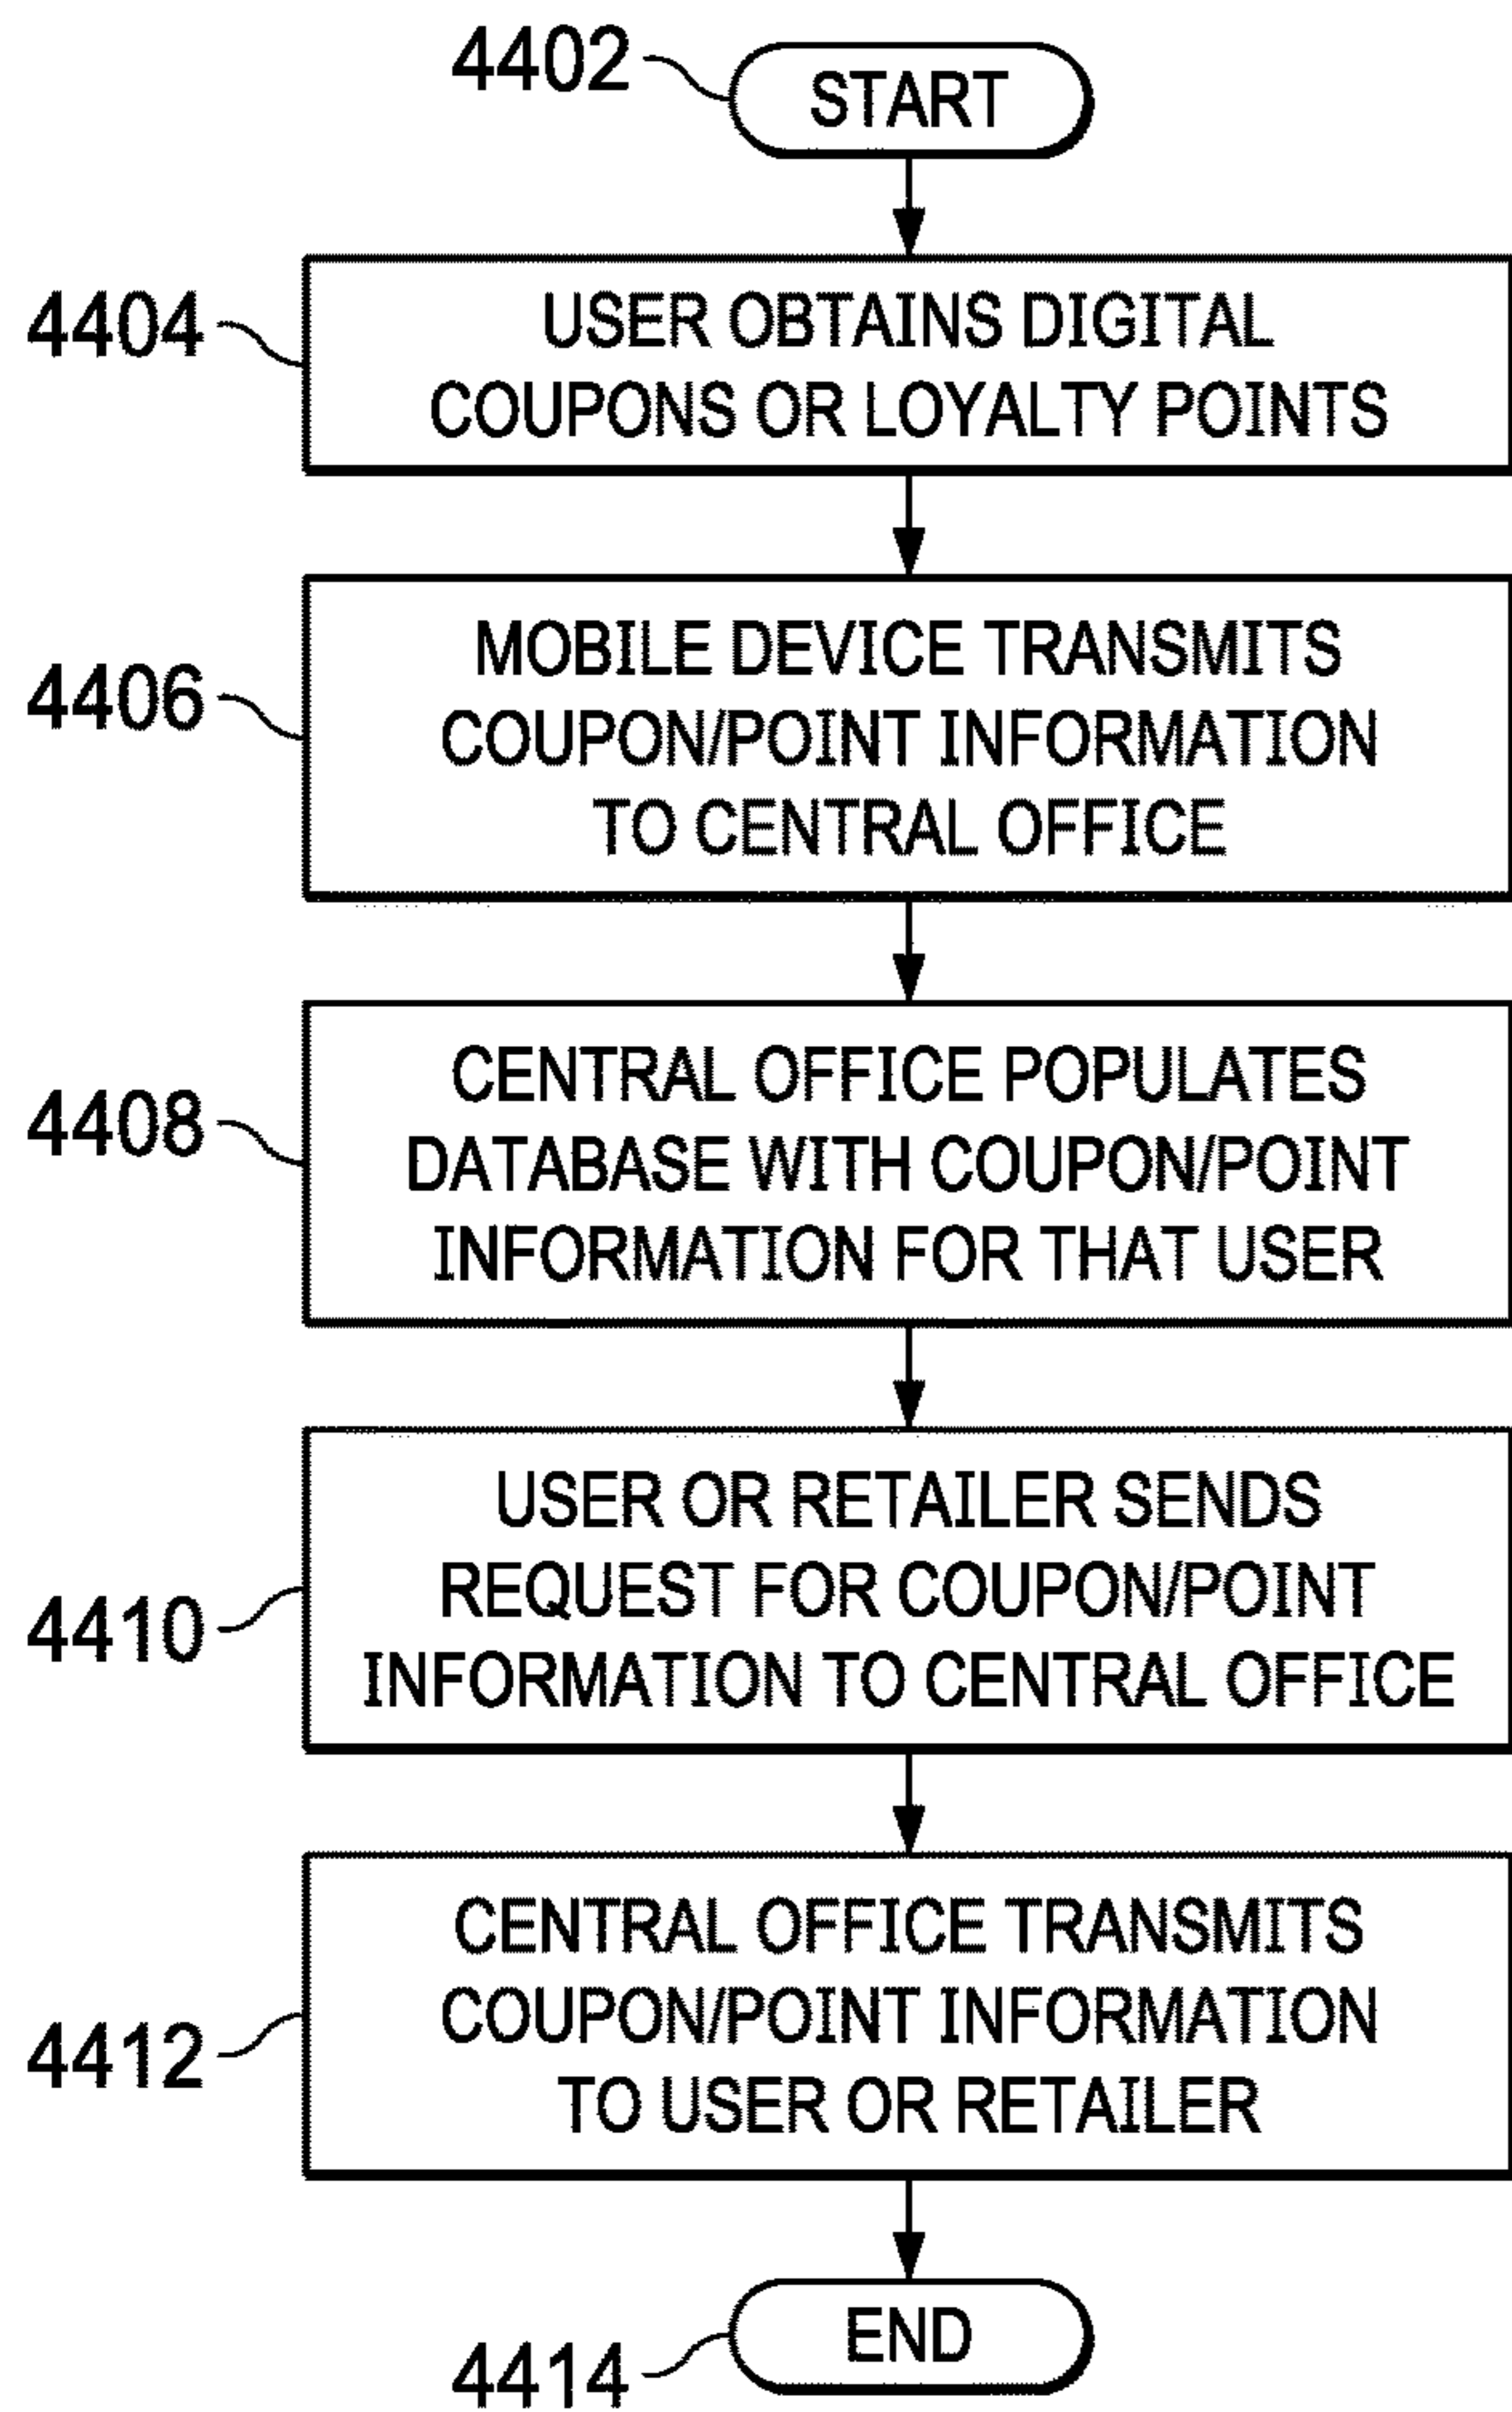 4402
START
4404
USER OBTAINS DIGITAL
COUPONS OR LOYALTY POINTS
4406
MOBILE DEVICE TRANSMITS
COUPON/POINT INFORMATION
TO CENTRAL OFFICE
4408
CENTRAL OFFICE POPULATES
DATABASE WITH COUPON/POINT
INFORMATION FOR THAT USER
4410
USER OR RETAILER SENDS
REQUEST FOR COUPON/POINT
INFORMATION TO CENTRAL OFFICE
4412
CENTRAL OFFICE TRANSMITS
COUPON/POINT INFORMATION
TO USER OR RETAILER
4414
END